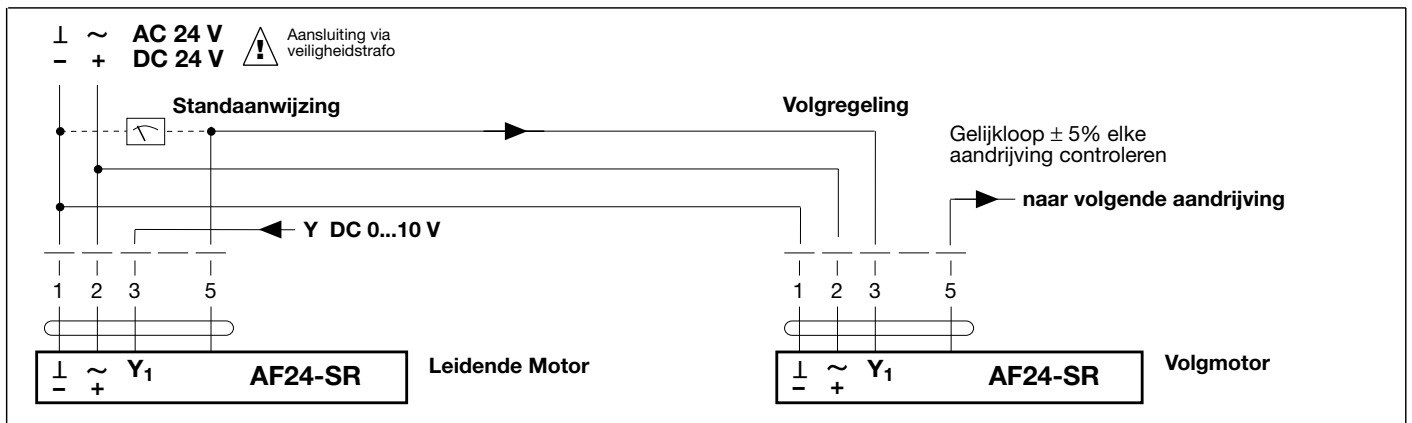 ⊥ ~ AC 24 V
– + DC 24 V
! Aansluiting via
veiligheidstrafo
Standaanwijzing
Volgregeling
Gelijkloop ± 5% elke
aandrijving controleren
naar volgende aandrijving
Y DC 0...10 V
1 2 3 5
1 2 3 5
⊥ ~ Y1
– +
AF24-SR
Leidende Motor
⊥ ~ Y1
– +
AF24-SR
Volgmotor